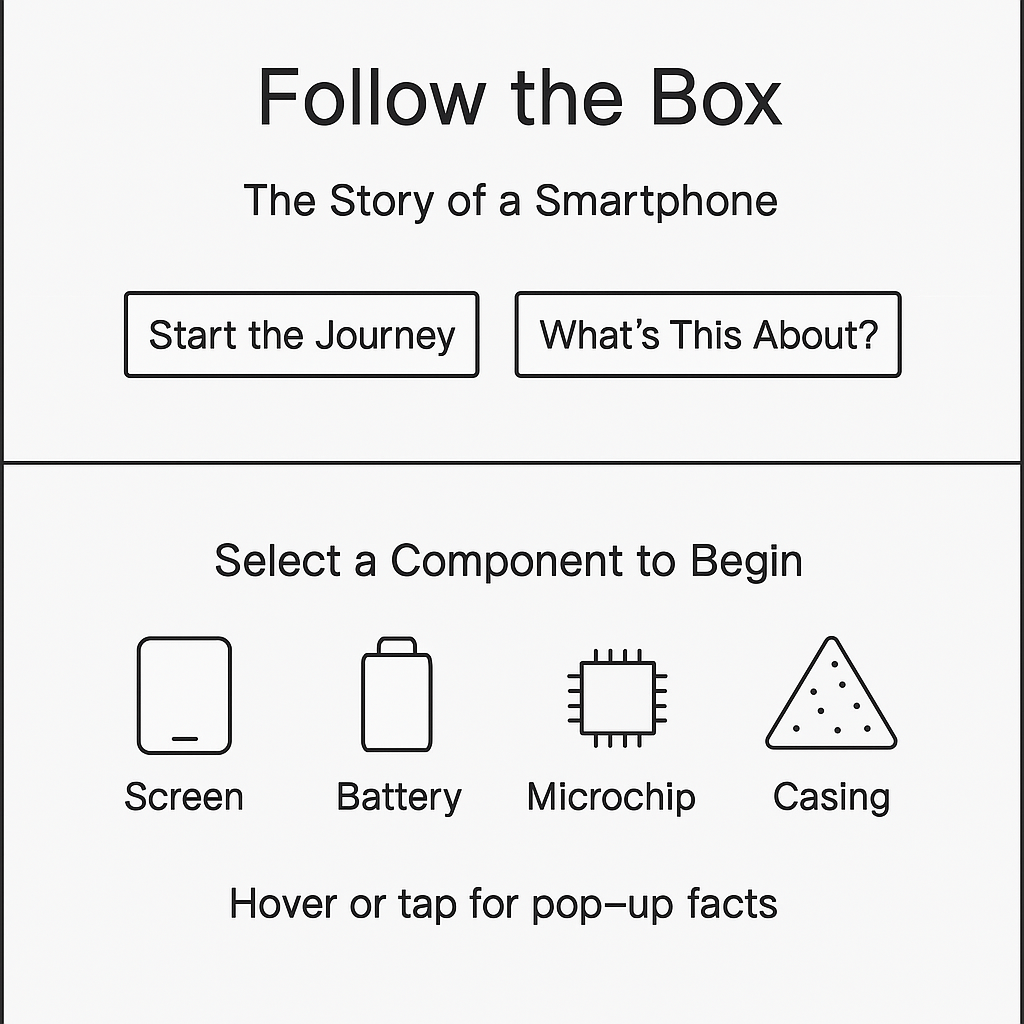 Follow the Box
The Story of a Smartphone
Start the Journey
What’s This About?
Select a Component to Begin
Screen
Battery
Microchip
Casing
Hover or tap for pop–up facts